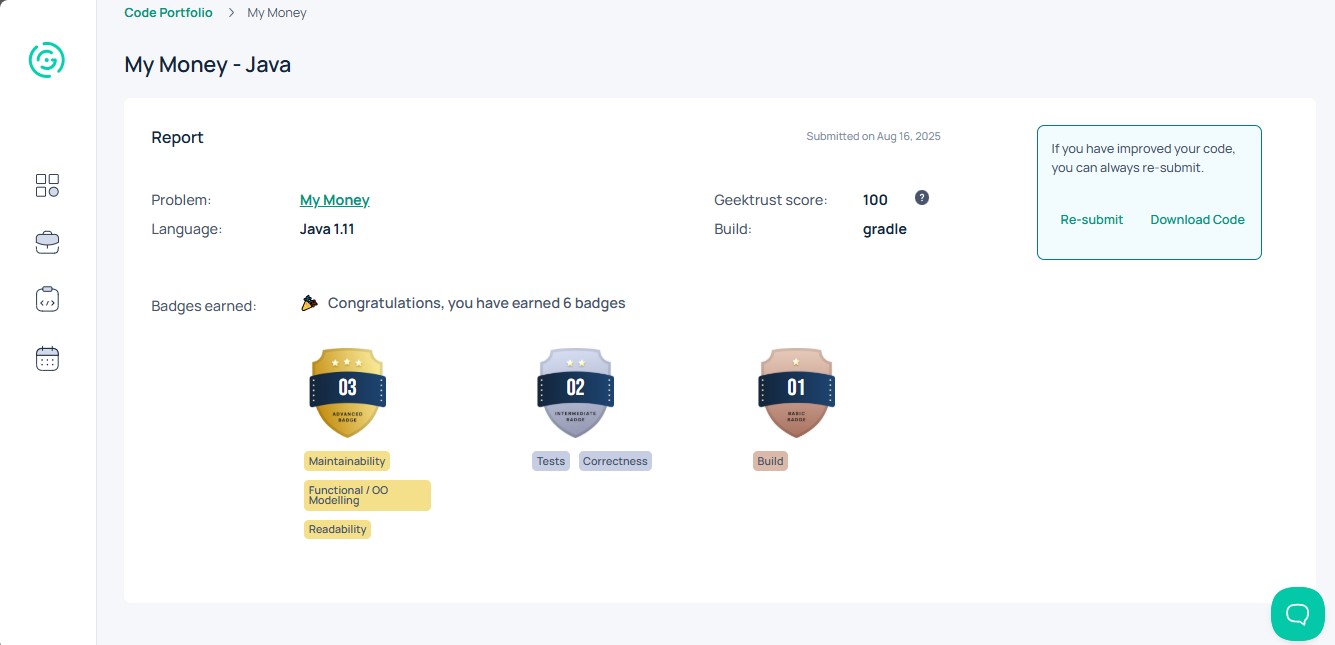 Code Portfolio > My Money
My Money - Java
Report
Submitted on Aug 16, 2025
If you have improved your code,
you can always re-submit.
Re-submit Download Code
Problem: My Money
Geektrust score: 100 ?
Language: Java 1.11
Build: gradle
Badges earned: Congratulations, you have earned 6 badges
03
ADVANCED
BADGE
02
INTERMEDIATE
BADGE
01
BASIC
BADGE
Maintainability
Functional / OO
Modelling
Readability
Tests Correctness
Build